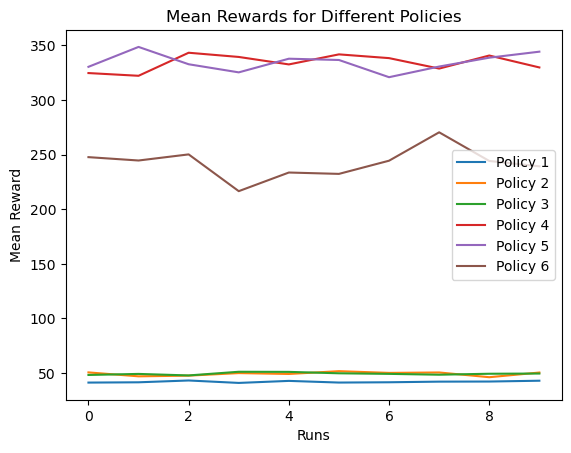 Mean Rewards for Different Policies
350
300
250
200
150
100
50
Mean Reward
Policy 1
Policy 2
Policy 3
Policy 4
Policy 5
Policy 6
0 2 4 6 8
Runs